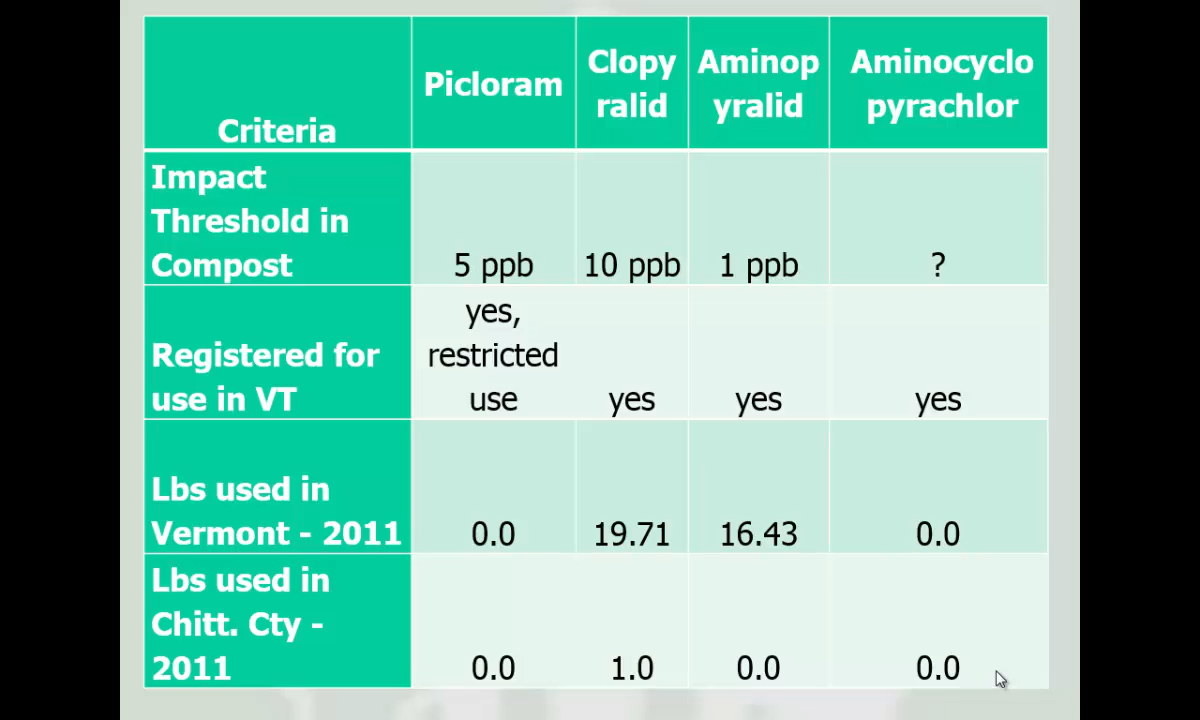 Criteria
Picloram
Clopy
ralid
Aminop
yralid
Aminocyclo
pyrachlor
Impact
Threshold in
Compost
5 ppb
10 ppb
1 ppb
?
Registered for
use in VT
yes,
restricted
use
yes
yes
yes
Lbs used in
Vermont - 2011
0.0
19.71
16.43
0.0
Lbs used in
Chitt. Cty -
2011
0.0
1.0
0.0
0.0